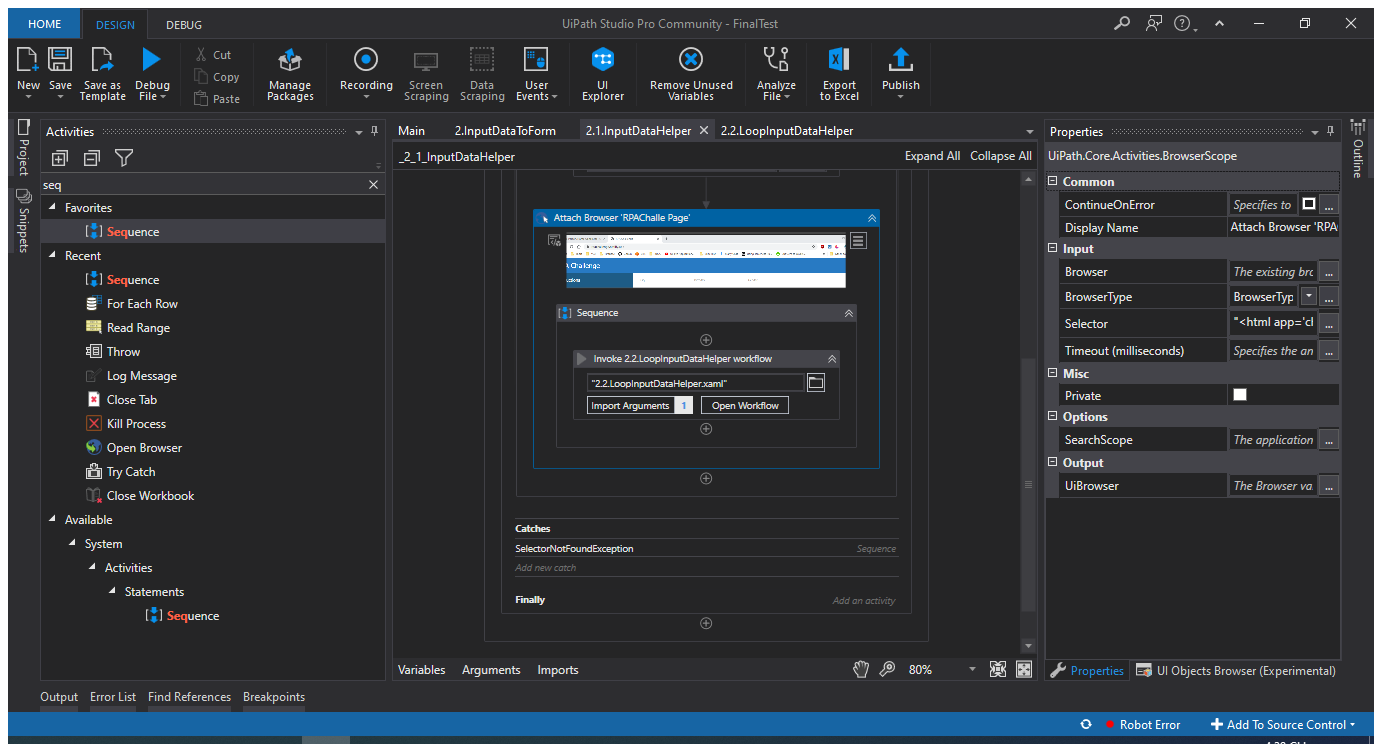 HOME DESIGN DEBUG UiPath Studio Pro Community - FinalTest
New Save Save as Template Debug File Cut Copy Paste Manage Packages Recording Screen Scraping Data Scraping User Events UI Explorer Remove Unused Variables Analyze File Export to Excel Publish
Project
Snippets
Activities
seq
Favorites
Sequence
Recent
Sequence
For Each Row
Read Range
Throw
Log Message
Close Tab
Kill Process
Open Browser
Try Catch
Close Workbook
Available
System
Activities
Statements
Sequence
Main 2.InputDataToForm 2.1.InputDataHelper 2.2.LoopInputDataHelper
_2_1_InputDataHelper Expand All Collapse All
Attach Browser 'RPAChalle Page'
Challenge
Sequence
Invoke 2.2.LoopInputDataHelper workflow
"2.2.LoopInputDataHelper.xaml"
Import Arguments 1 Open Workflow
Catches
SelectorNotFoundException Sequence
Add new catch
Finally Add an activity
Variables Arguments Imports 80%
Properties
UiPath.Core.Activities.BrowserScope
Common
ContinueOnError Specifies to ...
Display Name Attach Browser 'RPA
Input
Browser The existing brc ...
BrowserType BrowserTyp ...
Selector "<html app='cl ...
Timeout (milliseconds) Specifies the an ...
Misc
Private
Options
SearchScope The application ...
Output
UiBrowser The Browser va. ...
Outline
Properties UI Objects Browser (Experimental)
Output Error List Find References Breakpoints
Robot Error Add To Source Control